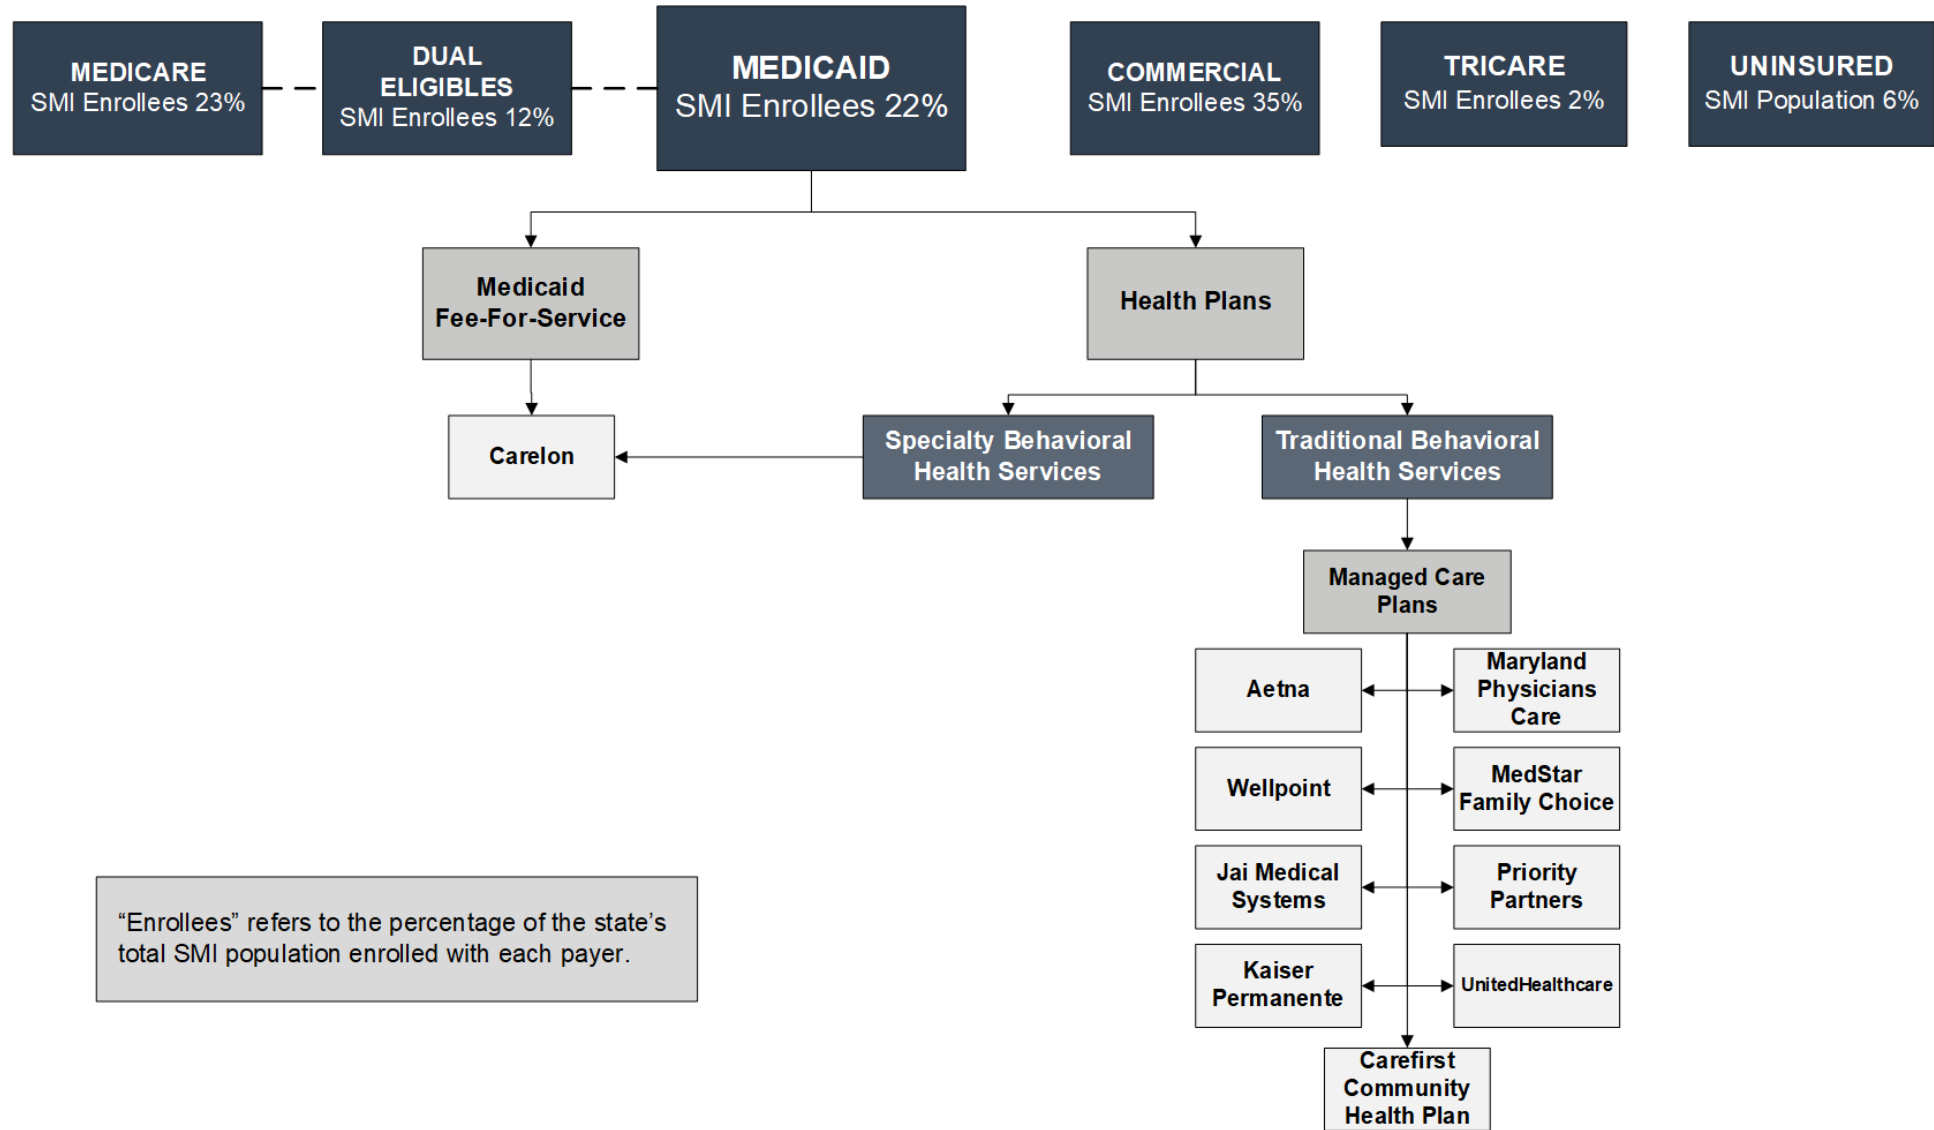 MEDICARE
SMI Enrollees 23%
DUAL
ELIGIBLES
SMI Enrollees 12%
MEDICAID
SMI Enrollees 22%
COMMERCIAL
SMI Enrollees 35%
TRICARE
SMI Enrollees 2%
UNINSURED
SMI Population 6%
Medicaid
Fee-For-Service
Health Plans
Carelon
Specialty Behavioral
Health Services
Traditional Behavioral
Health Services
Managed Care
Plans
Aetna
Maryland
Physicians
Care
Wellpoint
MedStar
Family Choice
Jai Medical
Systems
Priority
Partners
Kaiser
Permanente
UnitedHealthcare
Carefirst
Community
Health Plan
“Enrollees” refers to the percentage of the state’s
total SMI population enrolled with each payer.